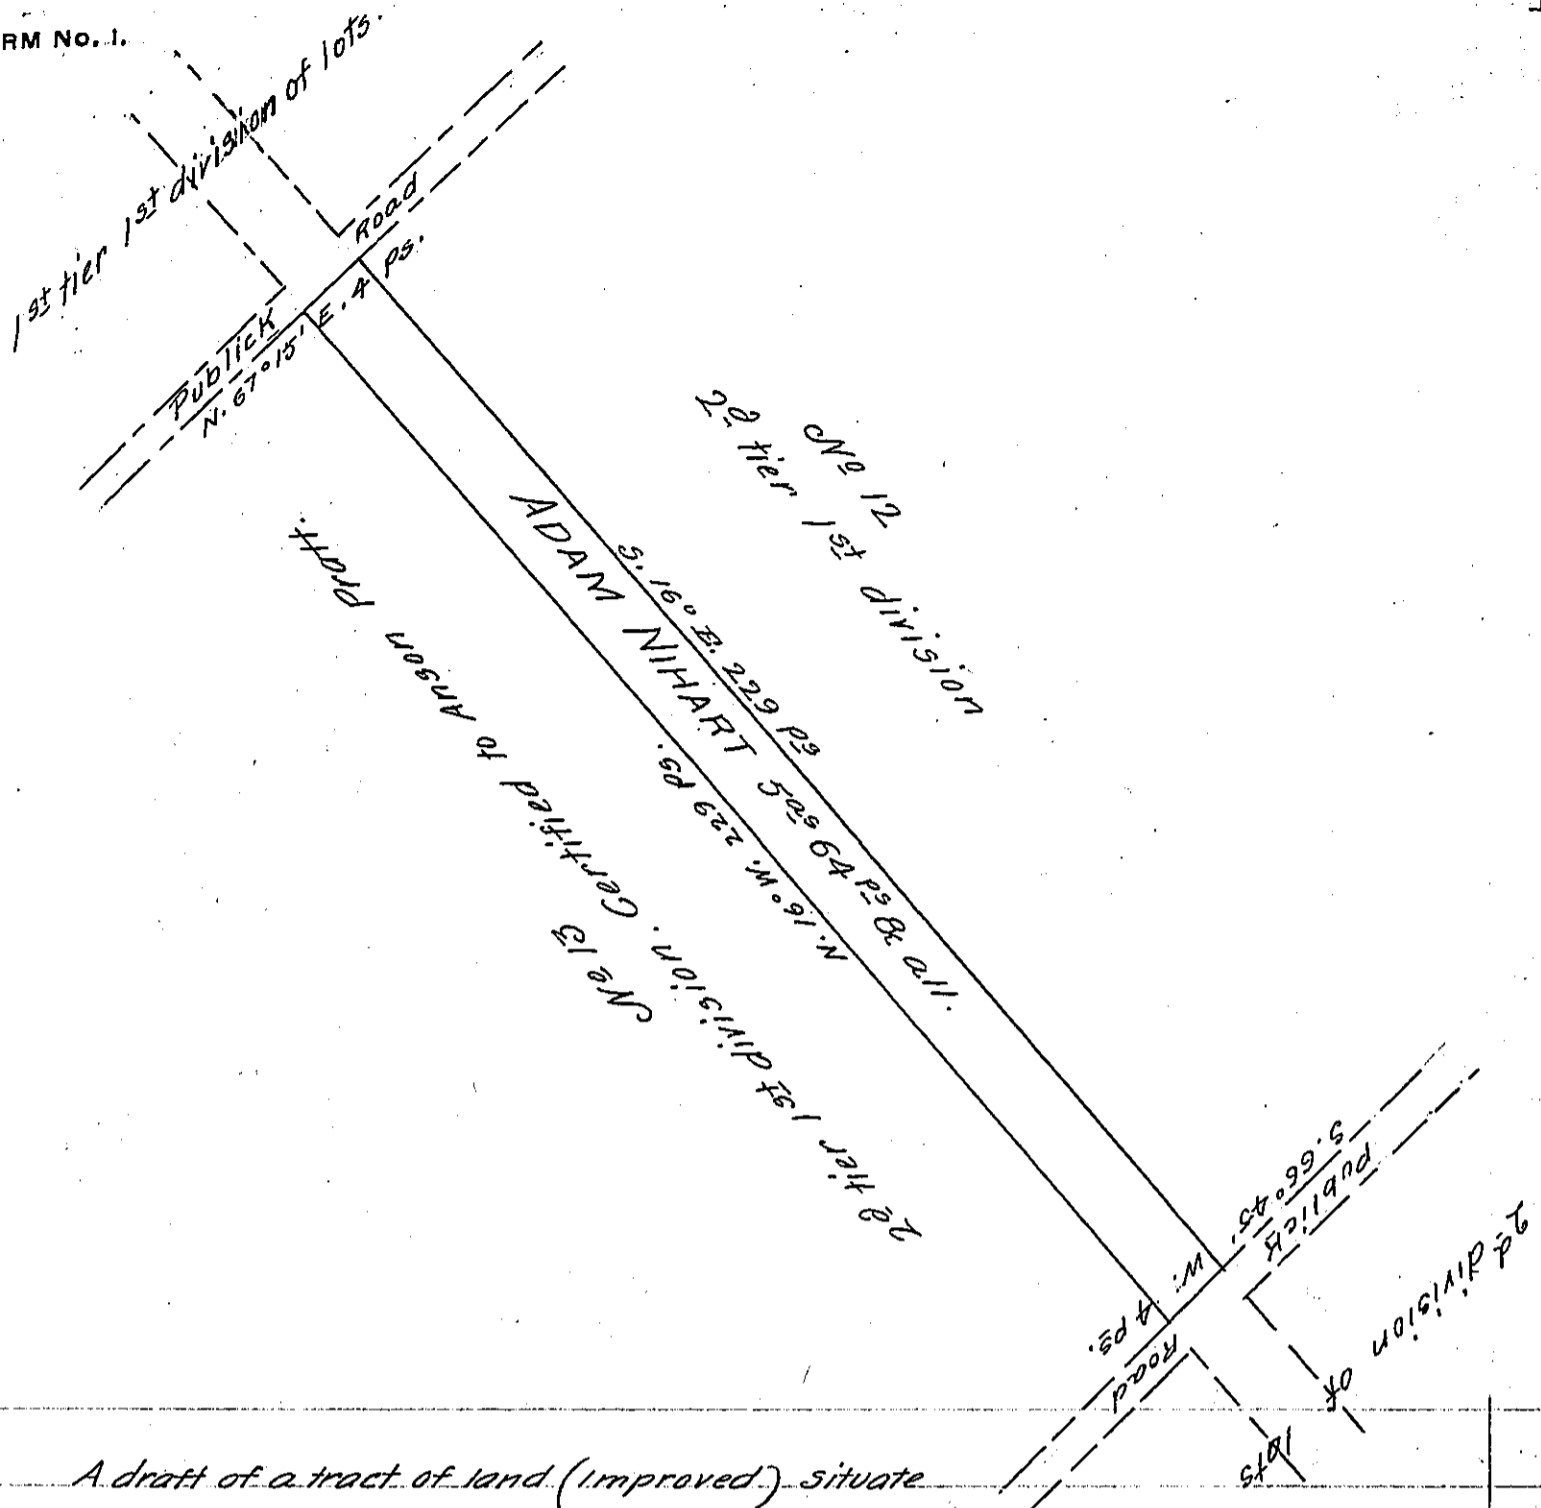 RM No. 1.
1st tier 1st division of lots.
Publick Road
N. 67° 15' E. 4 ps.
No 12
2d tier 1st division
S. 16° E. 229 ps
ADAM NIHART 5as 64 ps & all.
N. 16° W. 229 ps.
No 13
2d tier 1st division. Certified to Anson Pratt.
S. 66° 45' W. 4 ps.
Publick Road
2d division of lots
A draft of a tract of land (improved) situate